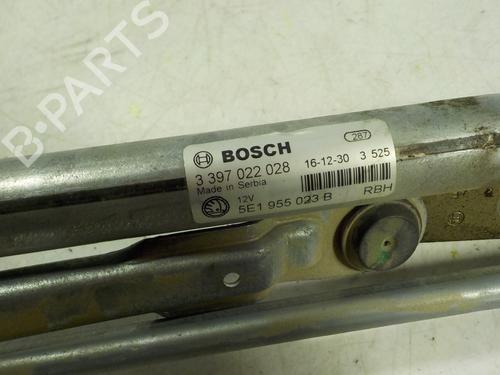 B-PARTS
287
BOSCH
3 397 022 028 16-12-30 3 525
Made in Serbia
12V RBH
5E1 955 023 B